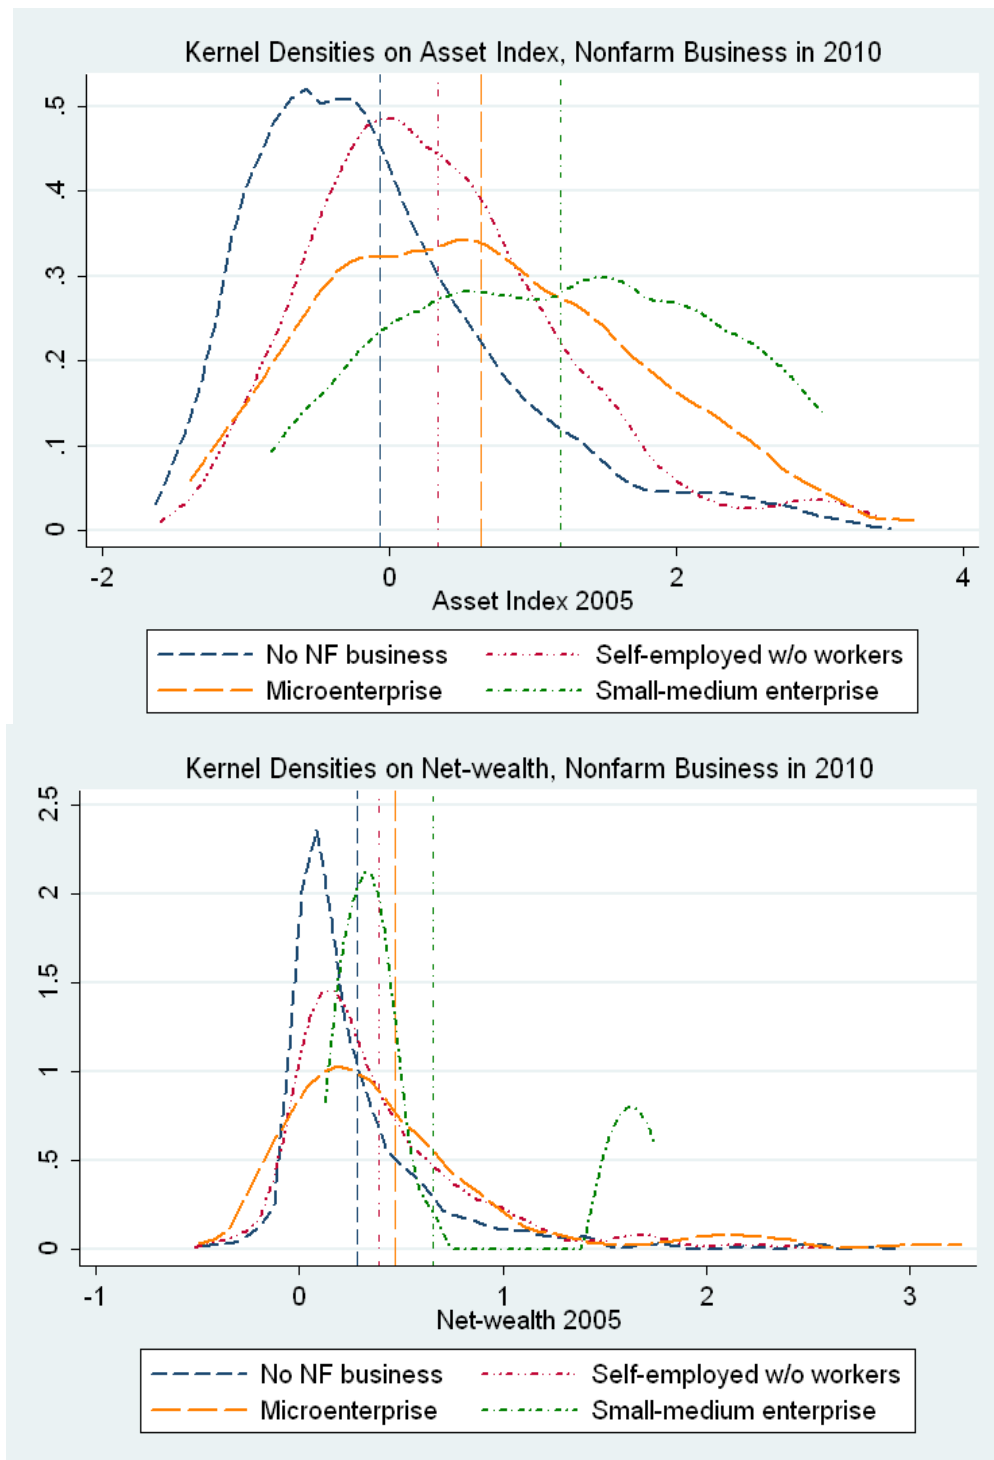 Kernel Densities on Asset Index, Nonfarm Business in 2010
.5
.4
.3
.2
.1
0
-2 0 2 4
Asset Index 2005
No NF business Self-employed w/o workers
Microenterprise Small-medium enterprise
Kernel Densities on Net-wealth, Nonfarm Business in 2010
2.5
2
1.5
1
.5
0
-1 0 1 2 3
Net-wealth 2005
No NF business Self-employed w/o workers
Microenterprise Small-medium enterprise